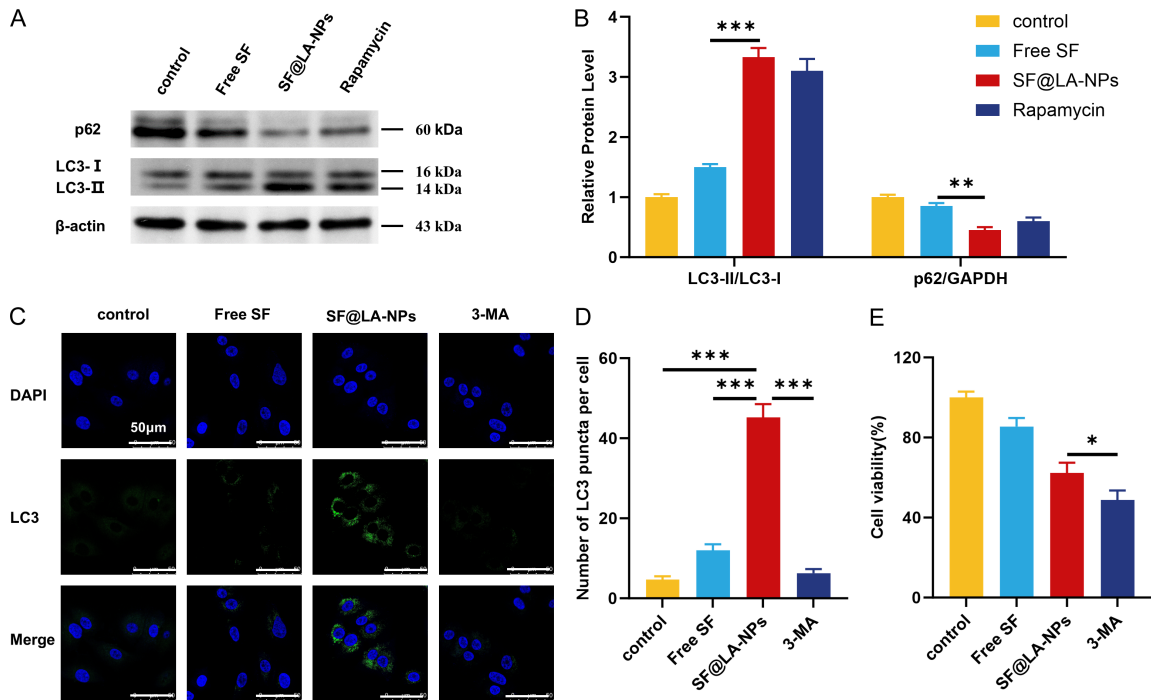 A
control
Free SF
SF@LA-NPs
Rapamycin
p62
60 kDa
LC3-Ⅰ
16 kDa
LC3-Ⅱ
14 kDa
β-actin
43 kDa
B
Relative Protein Level
4
3
2
1
0
***
**
LC3-II/LC3-I
p62/GAPDH
control
Free SF
SF@LA-NPs
Rapamycin
C
control
Free SF
SF@LA-NPs
3-MA
DAPI
50μm
LC3
Merge
D
Number of LC3 puncta per cell
60
40
20
0
***
***
***
control
Free SF
SF@LA-NPs
3-MA
E
Cell viability(%)
120
80
40
0
*
control
Free SF
SF@LA-NPs
3-MA